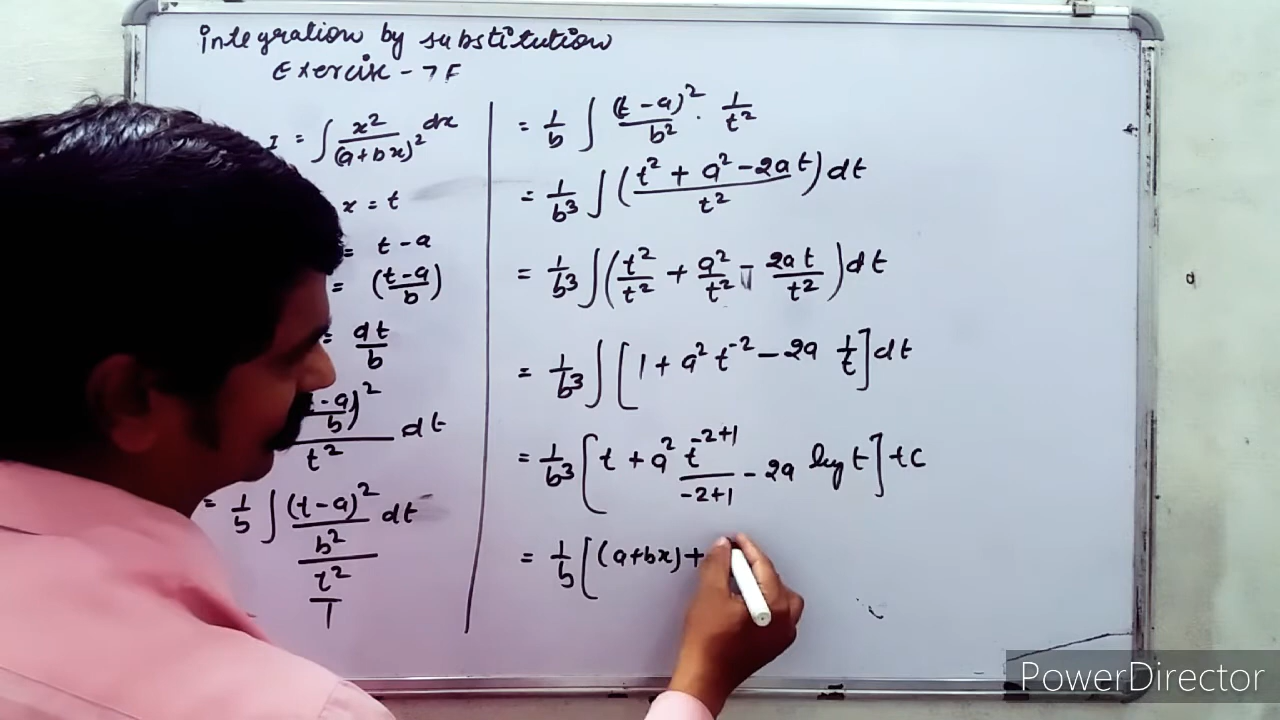 Integration by substitution
Exercise - 7F
I = ∫ x²/(a+bx)² dx
x = t
= t-a
= (t-a/b)
= dt/b
-a/b)²/t² dt
= 1/b ∫ (t-a)²/b²/t²/1 dt
= 1/b ∫ (t-a)²/b² · 1/t²
= 1/b³ ∫ (t² + a² - 2at/t²) dt
= 1/b³ ∫ (t²/t² + a²/t² - 2at/t²) dt
= 1/b³ ∫ [1 + a² t⁻² - 2a 1/t] dt
= 1/b³ [t + a² t⁻²⁺¹/-2+1 - 2a log t] + C
= 1/b [(a+bx) +
PowerDirector